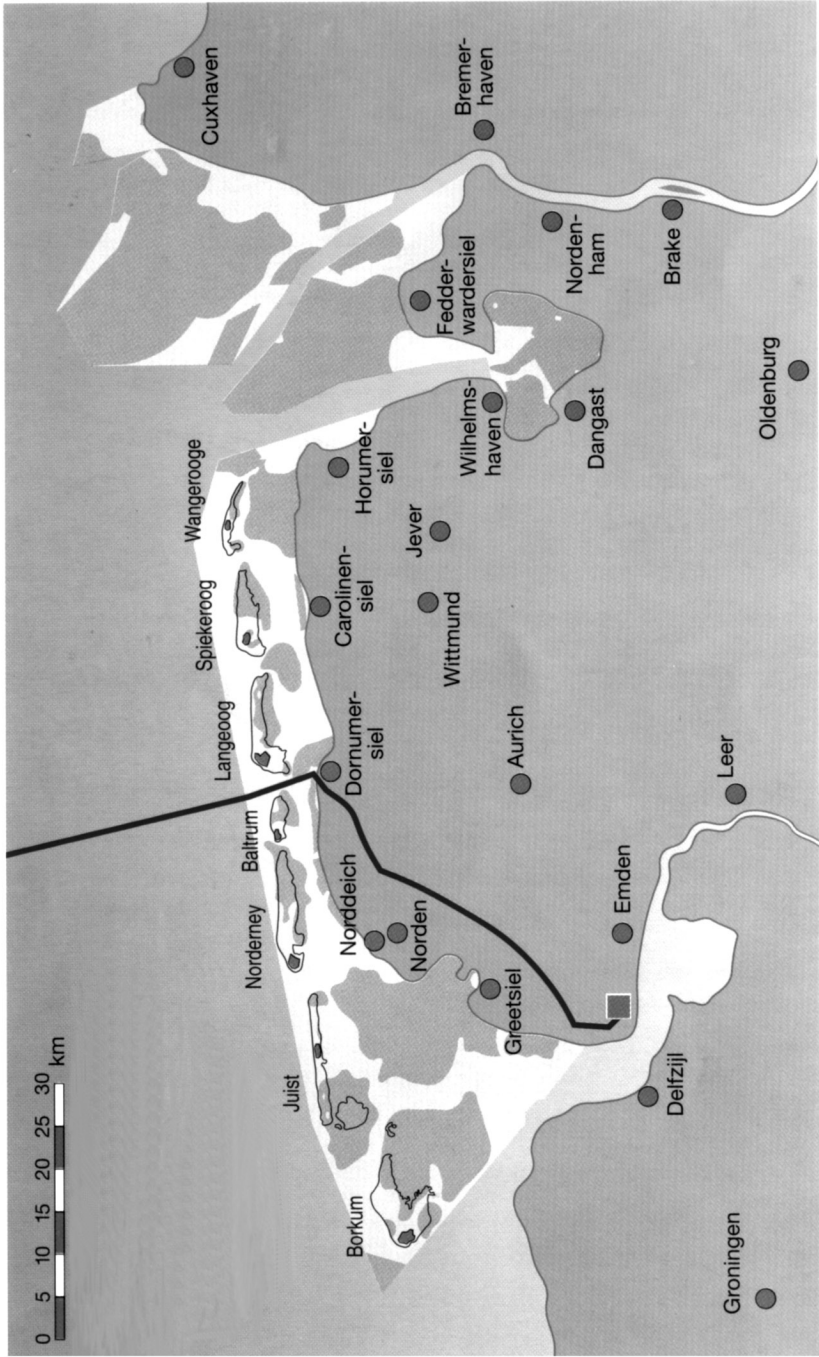 0 5 10 15 20 25 30 km
Borkum
Juist
Norderney
Baltrum
Langeoog
Spiekeroog
Wangerooge
Cuxhaven
Bremer-
haven
Fedder-
wardersiel
Norden-
ham
Brake
Wilhelms-
haven
Dangast
Oldenburg
Horumer-
siel
Jever
Carolinen-
siel
Wittmund
Dornumer-
siel
Aurich
Leer
Norddeich
Norden
Greetsiel
Emden
Delfzijl
Groningen